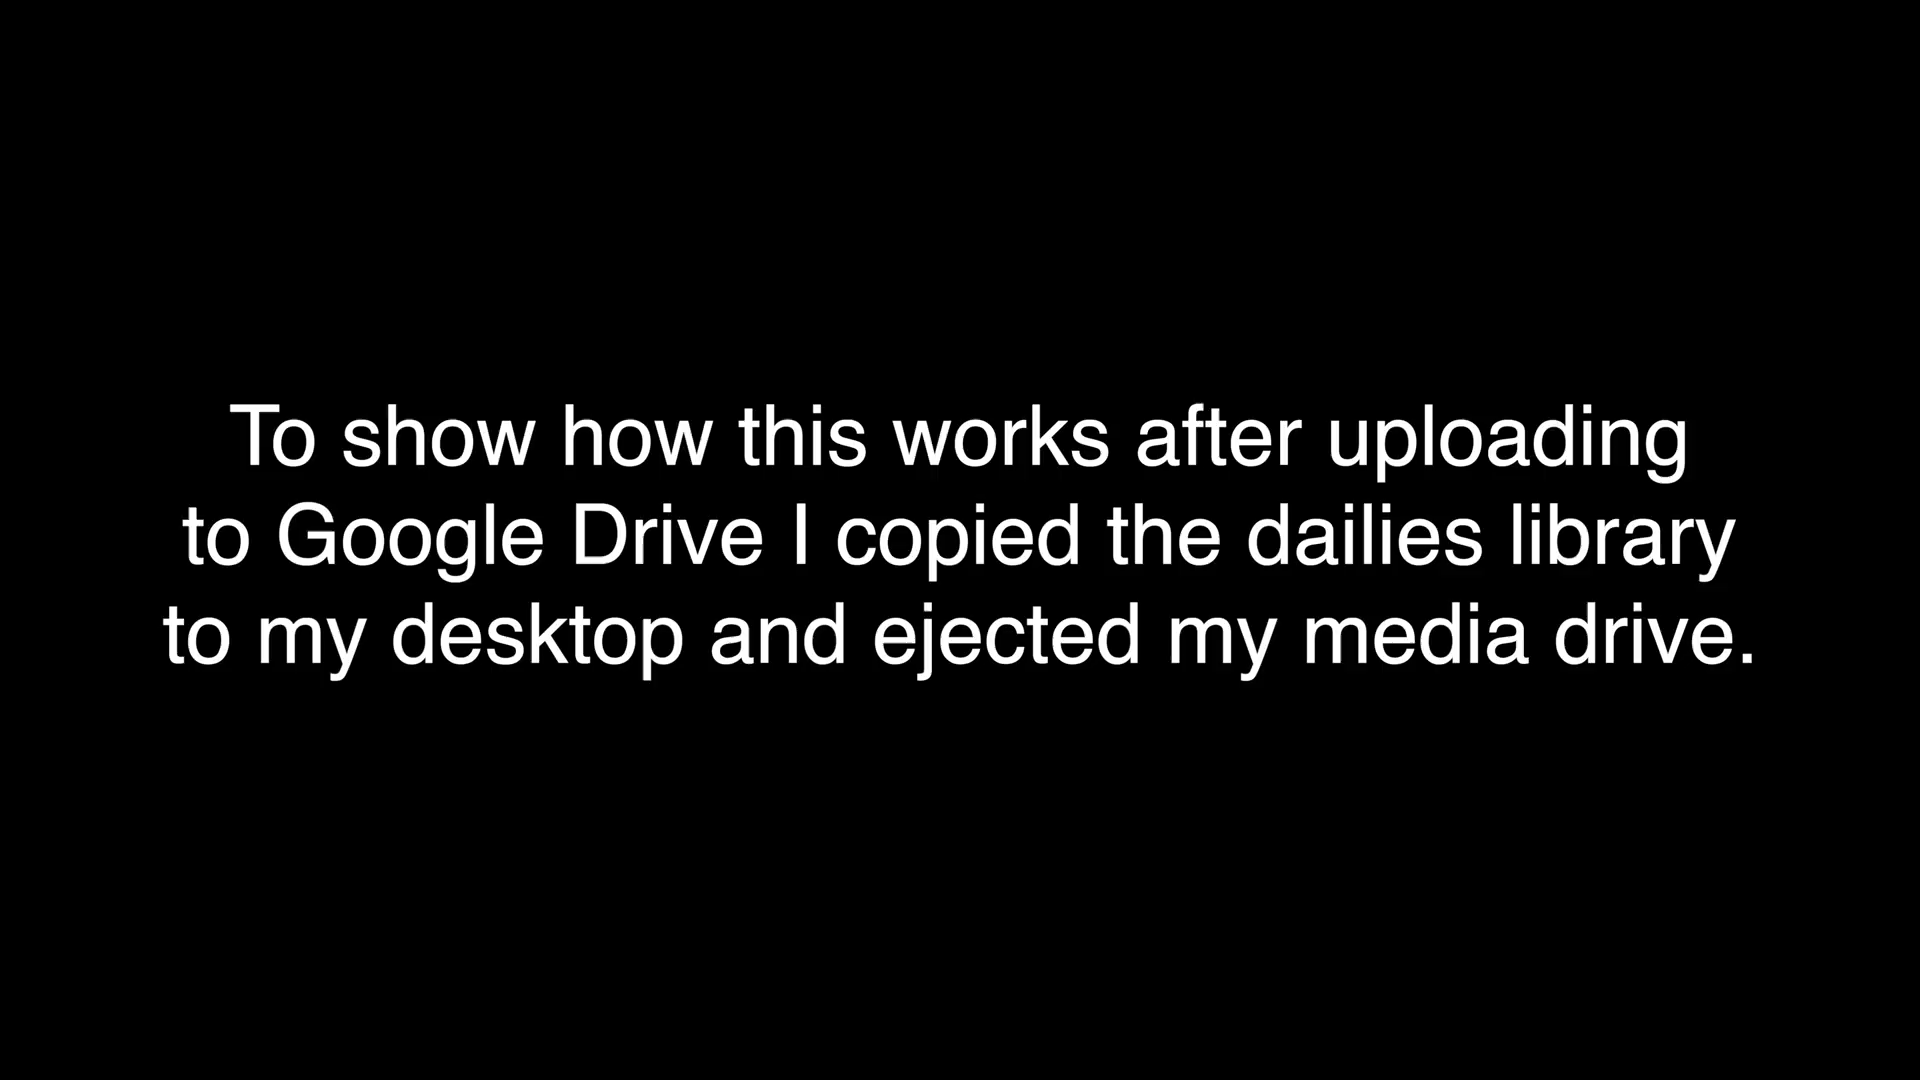 To show how this works after uploading
to Google Drive I copied the dailies library
to my desktop and ejected my media drive.